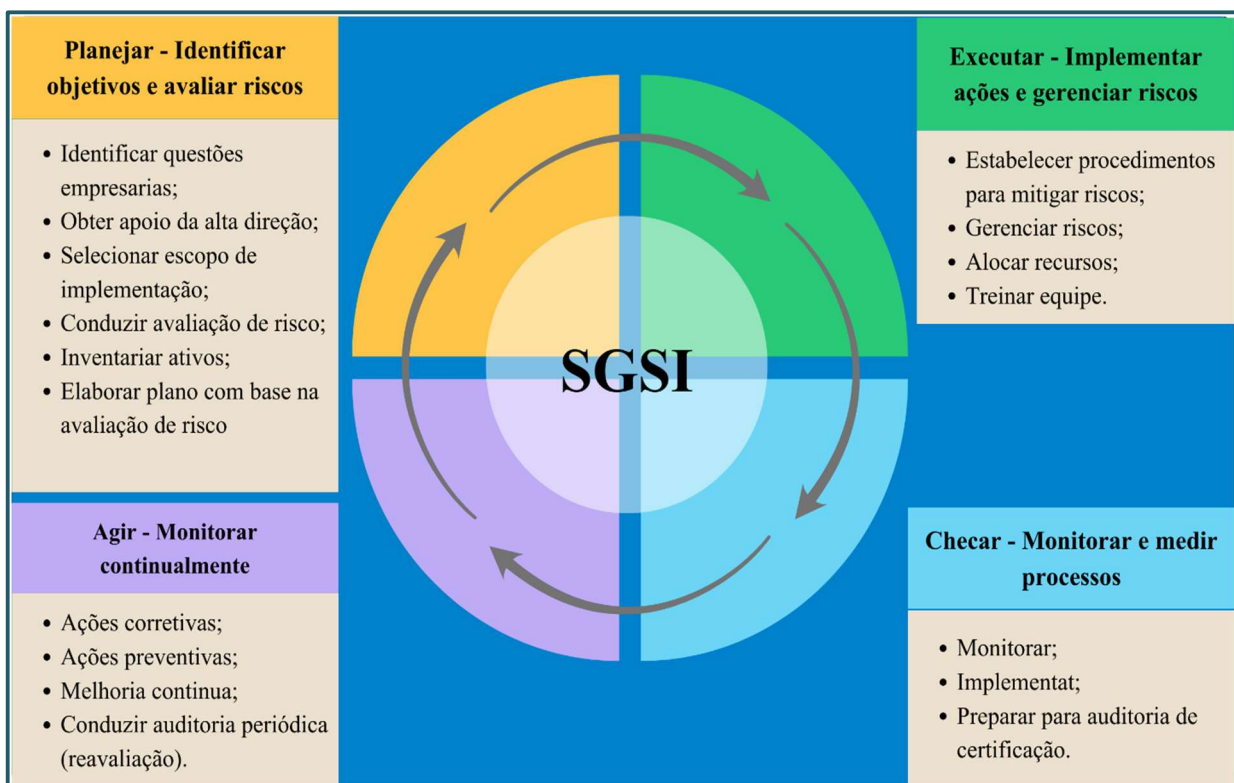 Planejar - Identificar
objetivos e avaliar riscos
• Identificar questões
empresarias;
• Obter apoio da alta direção;
• Selecionar escopo de
implementação;
• Conduzir avaliação de risco;
• Inventariar ativos;
• Elaborar plano com base na
avaliação de risco
Executar - Implementar
ações e gerenciar riscos
• Estabelecer procedimentos
para mitigar riscos;
• Gerenciar riscos;
• Alocar recursos;
• Treinar equipe.
SGSI
Agir - Monitorar
continualmente
• Ações corretivas;
• Ações preventivas;
• Melhoria continua;
• Conduzir auditoria periódica
(reavaliação).
Checar - Monitorar e medir
processos
• Monitorar;
• Implementat;
• Preparar para auditoria de
certificação.